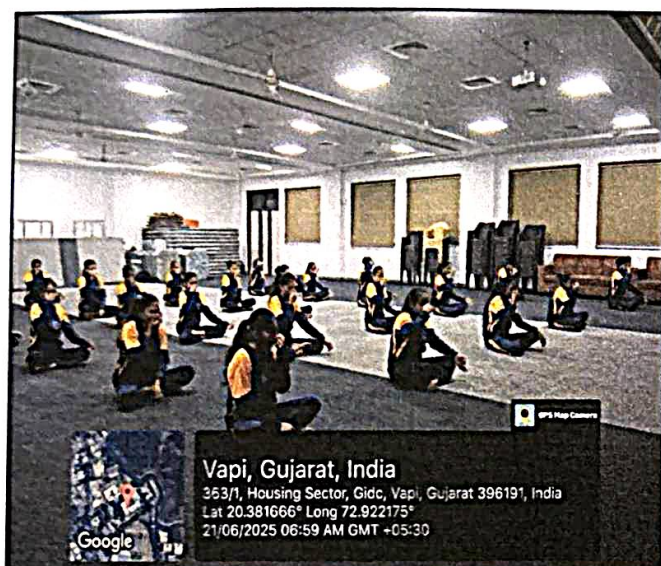 GPS Map Camera
Vapi, Gujarat, India
363/1, Housing Sector, Gidc, Vapi, Gujarat 396191, India
Lat 20.381666° Long 72.922175°
21/06/2025 06:59 AM GMT +05:30
Google